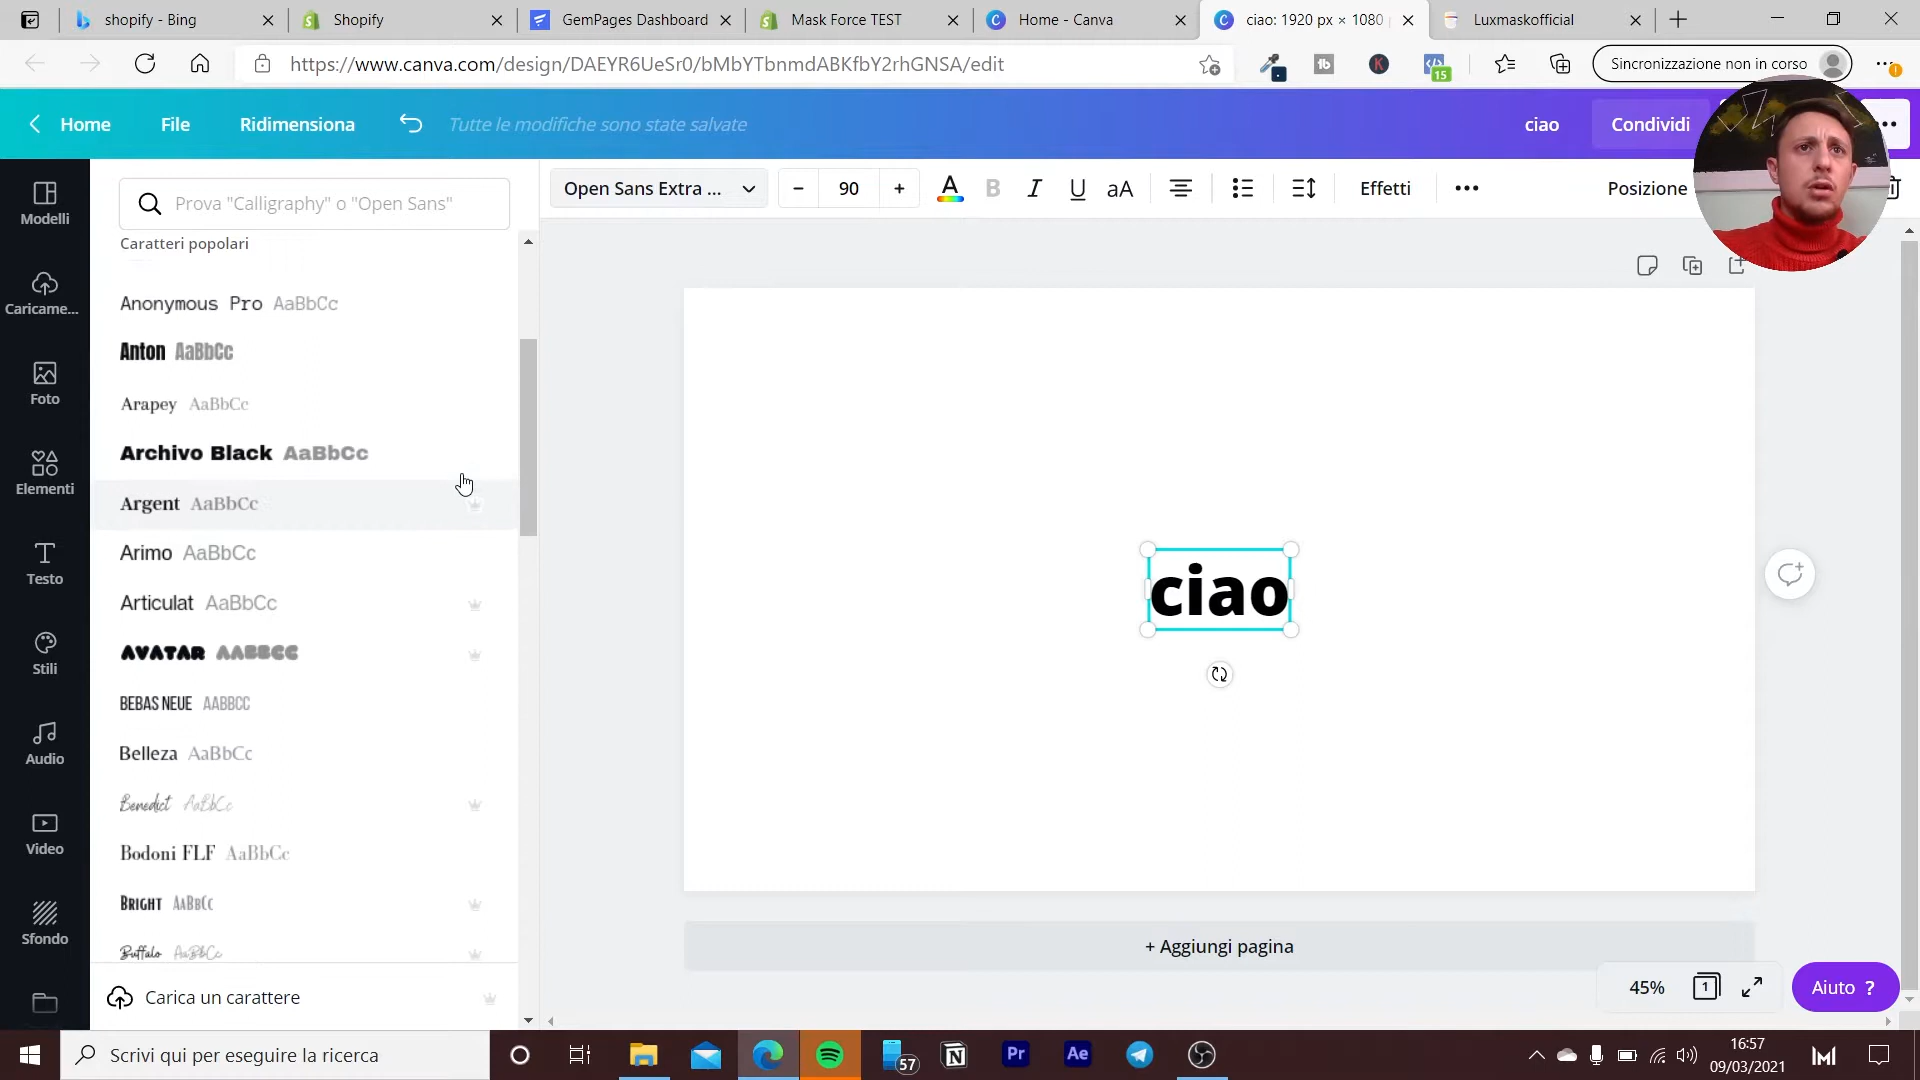 shopify - Bing
Shopify
GemPages Dashboard
Mask Force TEST
Home - Canva
ciao: 1920 px × 1080
Luxmaskofficial
https://www.canva.com/design/DAEYR6UeSr0/bMbYTbnmdABKfbY2rhGNSA/edit
15
Sincronizzazione non in corso
Home
File
Ridimensiona
Tutte le modifiche sono state salvate
ciao
Condividi
Modelli
Caricame...
Foto
Elementi
Testo
Stili
Audio
Video
Sfondo
Prova "Calligraphy" o "Open Sans"
Caratteri popolari
Anonymous Pro AaBbCc
Anton AaBbCc
Arapey AaBbCc
Archivo Black AaBbCc
Argent AaBbCc
Arimo AaBbCc
Articulat AaBbCc
AVATAR AABBCC
BEBAS NEUE AABBCC
Belleza AaBbCc
Benedict AaBbCc
Bodoni FLF AaBbCc
Bright AaBbCc
Buffalo AaBbCc
Carica un carattere
Open Sans Extra ...
90
A
B
I
U
aA
Effetti
Posizione
ciao
+ Aggiungi pagina
45%
1
Aiuto ?
Scrivi qui per eseguire la ricerca
57
Pr
Ae
16:57
09/03/2021